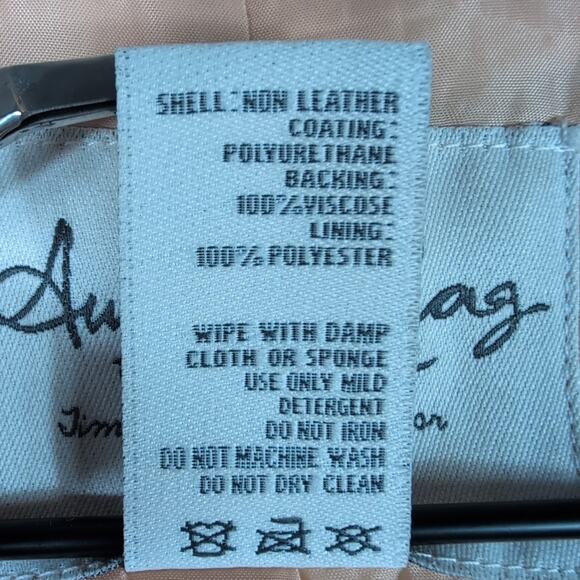 SHELL: NON LEATHER
COATING:
POLYURETHANE
BACKING:
100%VISCOSE
LINING:
100% POLYESTER
WIPE WITH DAMP
CLOTH OR SPONGE
USE ONLY MILD
DETERGENT
DO NOT IRON
DO NOT MACHINE WASH
DO NOT DRY CLEAN